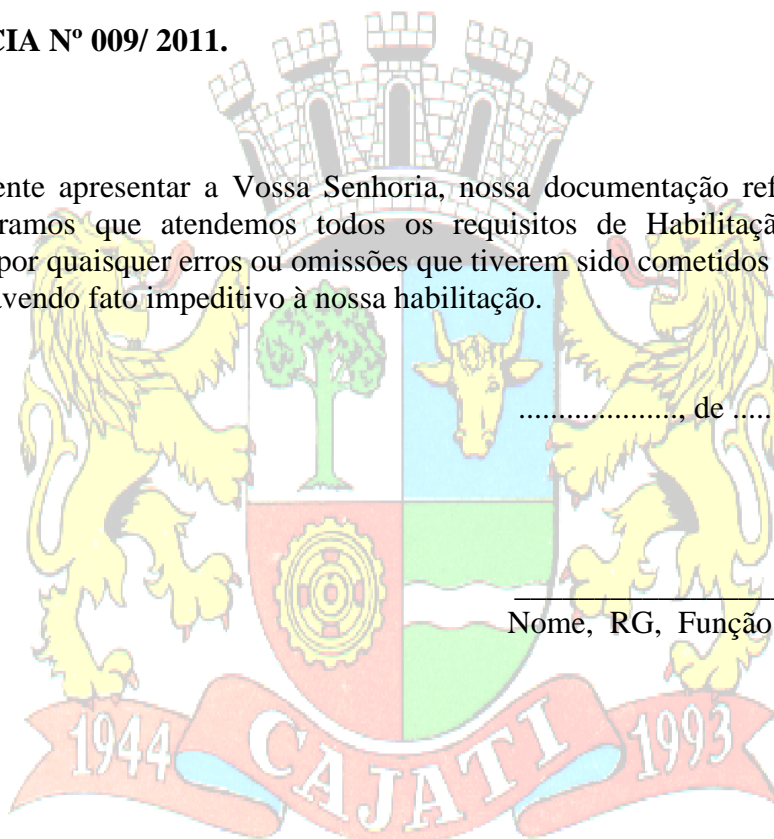 CIA Nº 009/ 2011.
ente apresentar a Vossa Senhoria, nossa documentação ref
ramos que atendemos todos os requisitos de Habilitaçã
por quaisquer erros ou omissões que tiverem sido cometidos
avendo fato impeditivo à nossa habilitação.
...................., de .....
____________________
Nome, RG, Função
1944 CAJATI 1993